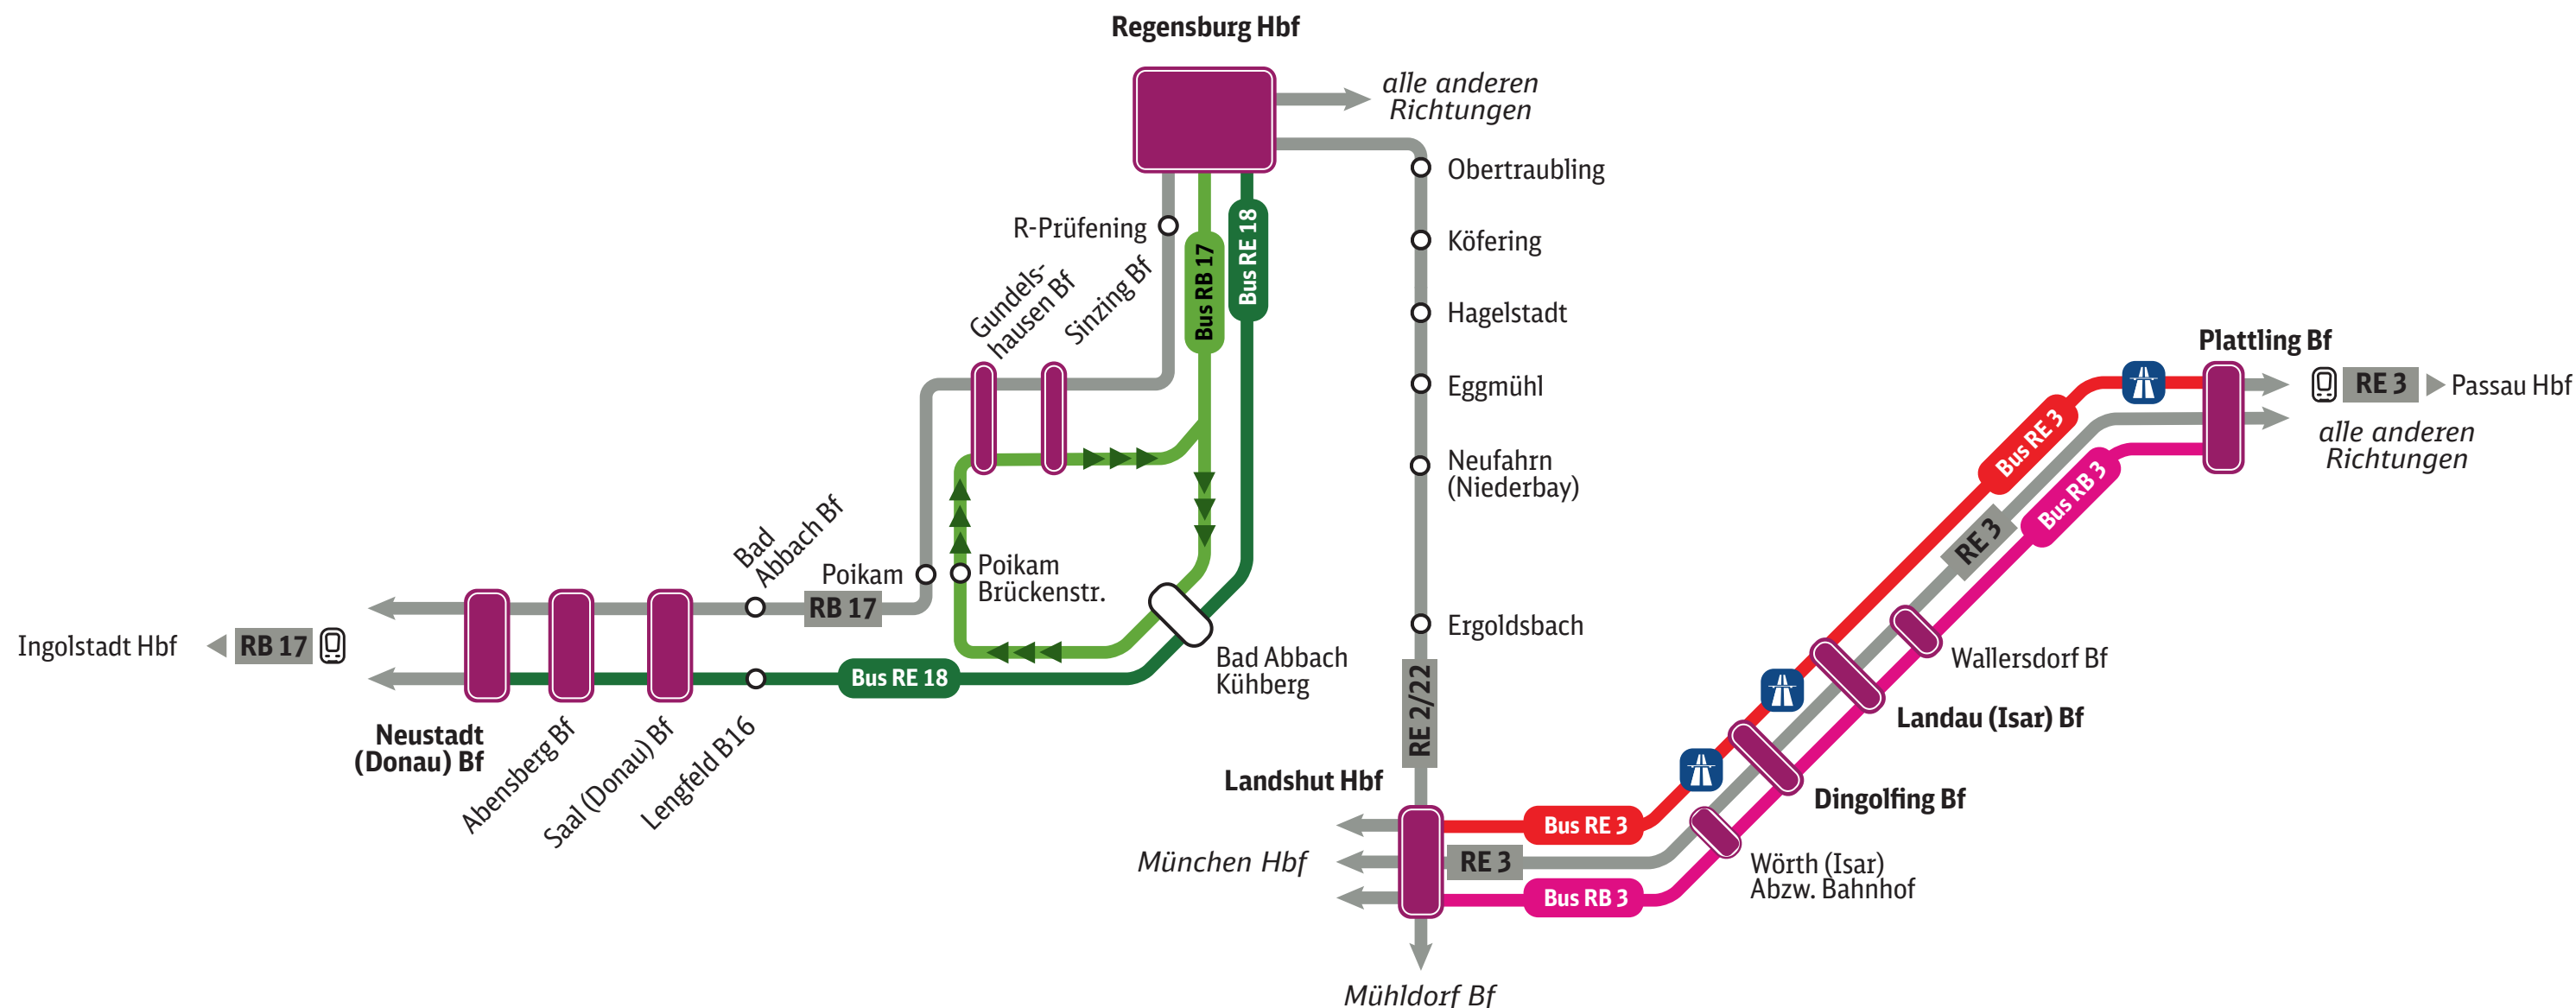 Regensburg Hbf
alle anderen
Richtungen
Obertraubling
R-Prüfening
Bus RE 18
Köfering
Bus RB 17
Gundels-
hausen Bf
Sinzing Bf
Hagelstadt
Plattling Bf
Eggmühl
RE 3
Passau Hbf
Bus RE 3
alle anderen
Richtungen
Neufahrn
(Niederbay)
Bus RB 3
RE 3
Bad
Abbach Bf
Poikam
Poikam
Brückenstr.
RB 17
Ergoldsbach
Ingolstadt Hbf
RB 17
Bad Abbach
Kühberg
Wallersdorf Bf
Bus RE 18
RE 2/22
Landau (Isar) Bf
Neustadt
(Donau) Bf
Abensberg Bf
Saal (Donau) Bf
Lengfeld B16
Landshut Hbf
Dingolfing Bf
Bus RE 3
München Hbf
RE 3
Wörth (Isar)
Abzw. Bahnhof
Bus RB 3
Mühldorf Bf